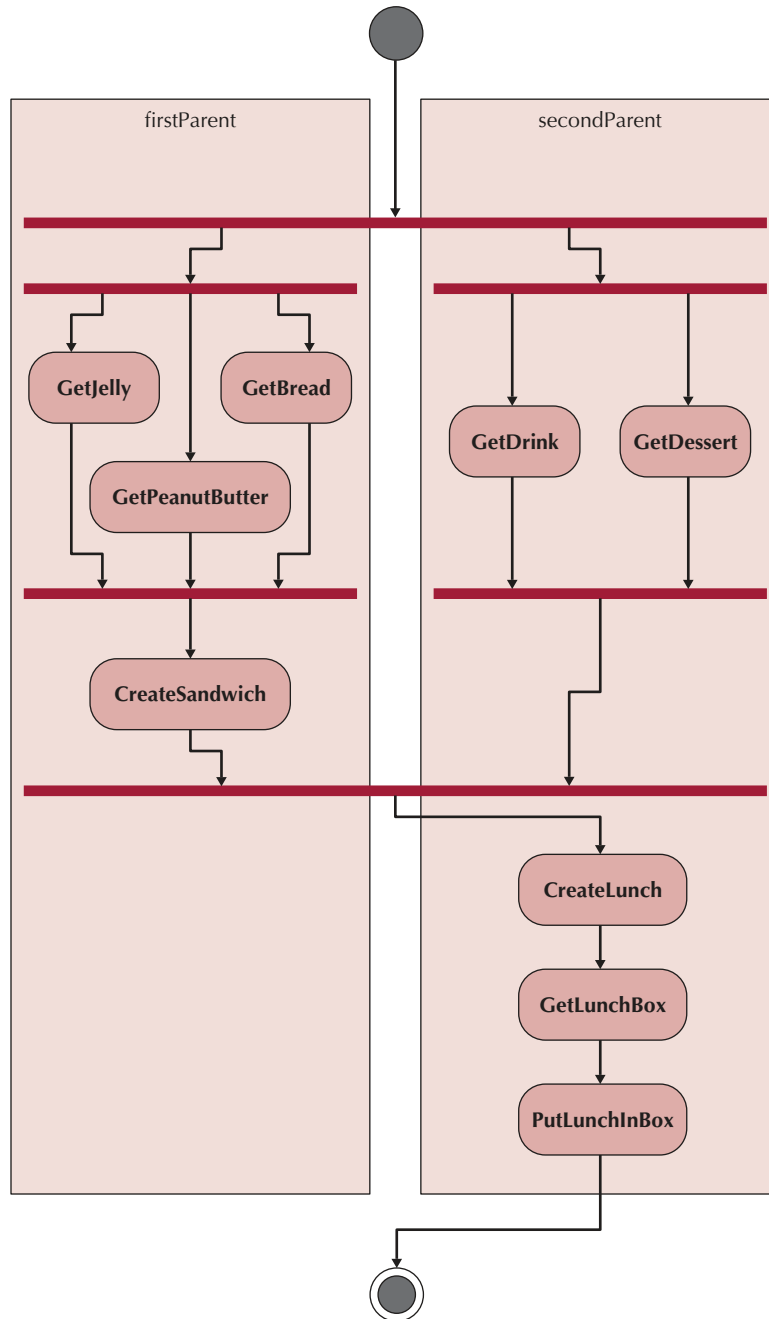 firstParent
secondParent
GetJelly
GetBread
GetDrink
GetDessert
GetPeanutButter
CreateSandwich
CreateLunch
GetLunchBox
PutLunchInBox